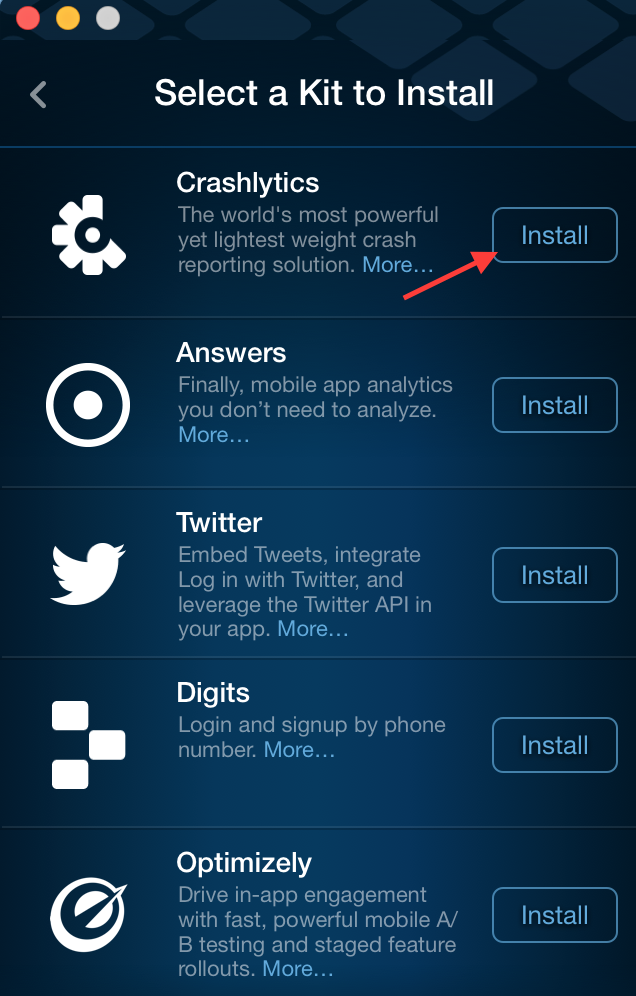 Select a Kit to Install
Crashlytics
The world's most powerful
yet lightest weight crash
reporting solution. More...
Install
Answers
Finally, mobile app analytics
you don’t need to analyze.
More...
Install
Twitter
Embed Tweets, integrate
Log in with Twitter, and
leverage the Twitter API in
your app. More...
Install
Digits
Login and signup by phone
number. More...
Install
Optimizely
Drive in-app engagement
with fast, powerful mobile A/
B testing and staged feature
rollouts. More...
Install